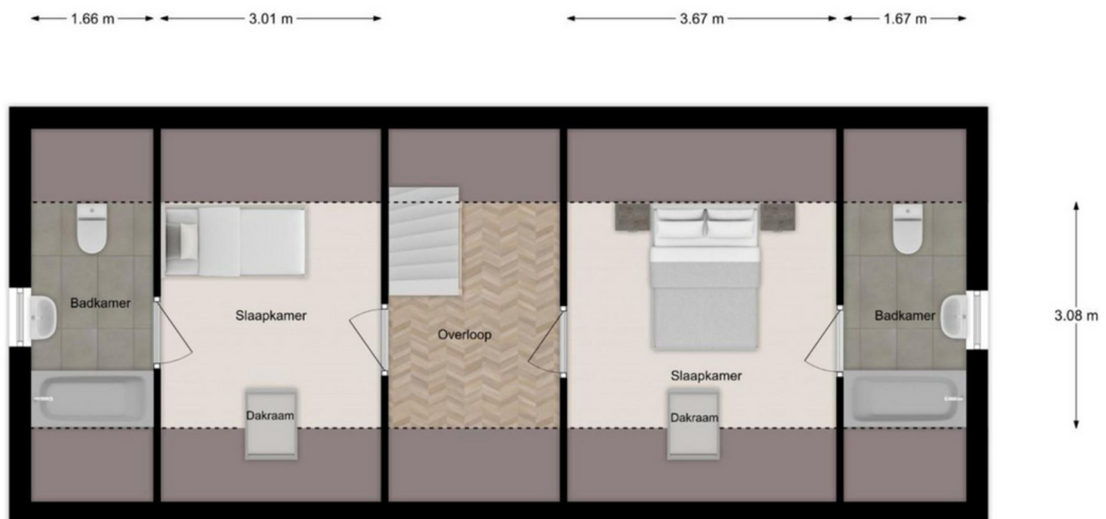 1.66 m
3.01 m
3.67 m
1.67 m
Badkamer
Slaapkamer
Overloop
Slaapkamer
Badkamer
3.08 m
Dakraam
Dakraam